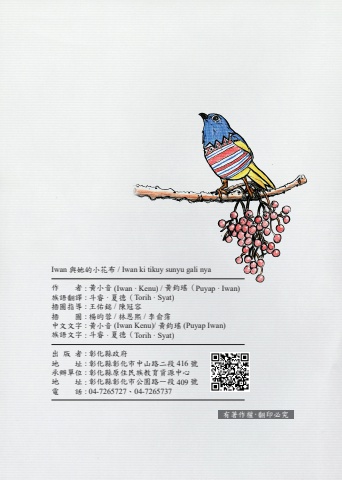 Iwan 與她的小花布 / Iwan ki tikuy sunyu gali nya
作　　者：黃小音 (Iwan · Kenu) / 黃鈞瑤（Puyap · Iwan)
族語翻譯：斗睿·夏德（Torih · Syat)
插圖指導：王佑銘 / 陳冠容
插　　圖：楊昀蓉 / 林恩熙 / 李俞霈
中文文字：黃小音 (Iwan Kenu)/ 黃鈞瑤 (Puyap Iwan)
族語文字：斗睿·夏德（Torih · Syat)
出 版 者：彰化縣政府
地　　址：彰化縣彰化市中山路二段 416 號
承辦單位：彰化縣原住民族教育資源中心
地　　址：彰化縣彰化市公園路一段 409 號
電　　話：04-7265727、04-7265737
有著作權·翻印必究